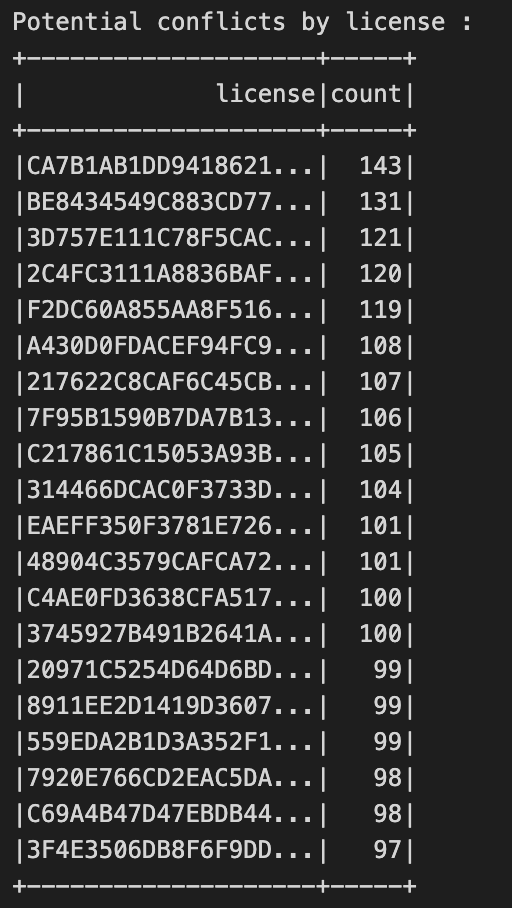 Potential conflicts by license :
+--------------------+-----+
|             license|count|
+--------------------+-----+
|CA7B1AB1DD9418621...|  143|
|BE8434549C883CD77...|  131|
|3D757E111C78F5CAC...|  121|
|2C4FC3111A8836BAF...|  120|
|F2DC60A855AA8F516...|  119|
|A430D0FDACEF94FC9...|  108|
|217622C8CAF6C45CB...|  107|
|7F95B1590B7DA7B13...|  106|
|C217861C15053A93B...|  105|
|314466DCAC0F3733D...|  104|
|EAEFF350F3781E726...|  101|
|48904C3579CAFCA72...|  101|
|C4AE0FD3638CFA517...|  100|
|3745927B491B2641A...|  100|
|20971C5254D64D6BD...|   99|
|8911EE2D1419D3607...|   99|
|559EDA2B1D3A352F1...|   99|
|7920E766CD2EAC5DA...|   98|
|C69A4B47D47EBDB44...|   98|
|3F4E3506DB8F6F9DD...|   97|
+--------------------+-----+